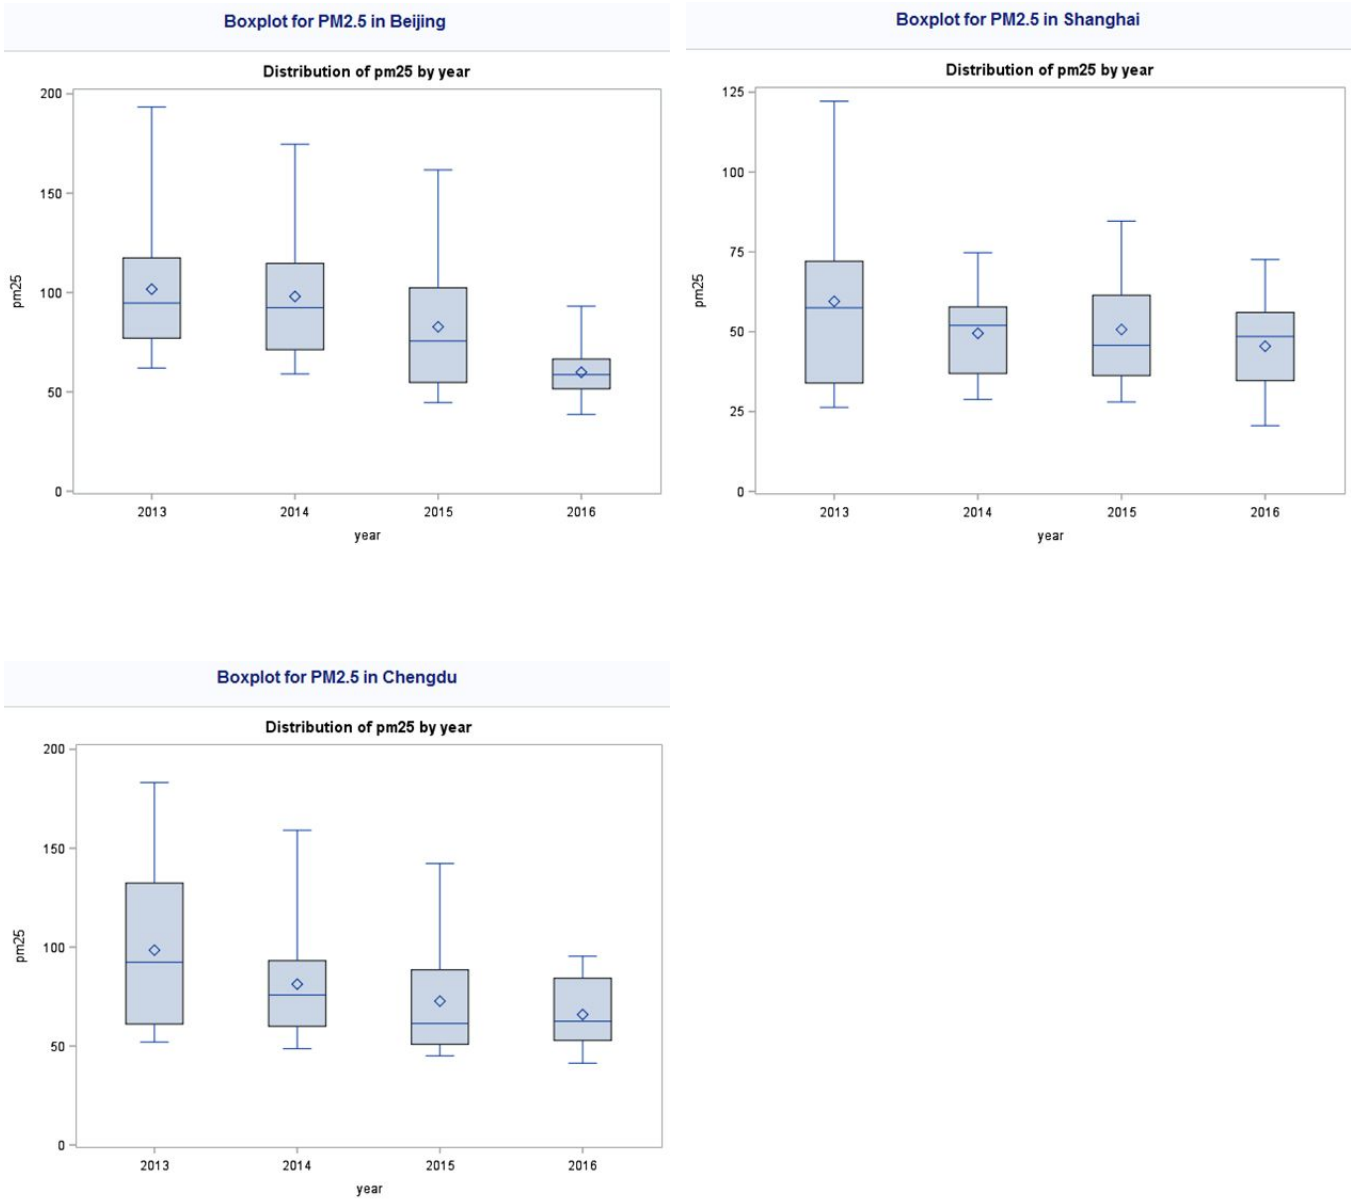 Boxplot for PM2.5 in Beijing
Distribution of pm25 by year
200
150
100
50
0
pm25
2013 2014 2015 2016
year
Boxplot for PM2.5 in Shanghai
Distribution of pm25 by year
125
100
75
50
25
0
pm25
2013 2014 2015 2016
year
Boxplot for PM2.5 in Chengdu
Distribution of pm25 by year
200
150
100
50
0
pm25
2013 2014 2015 2016
year